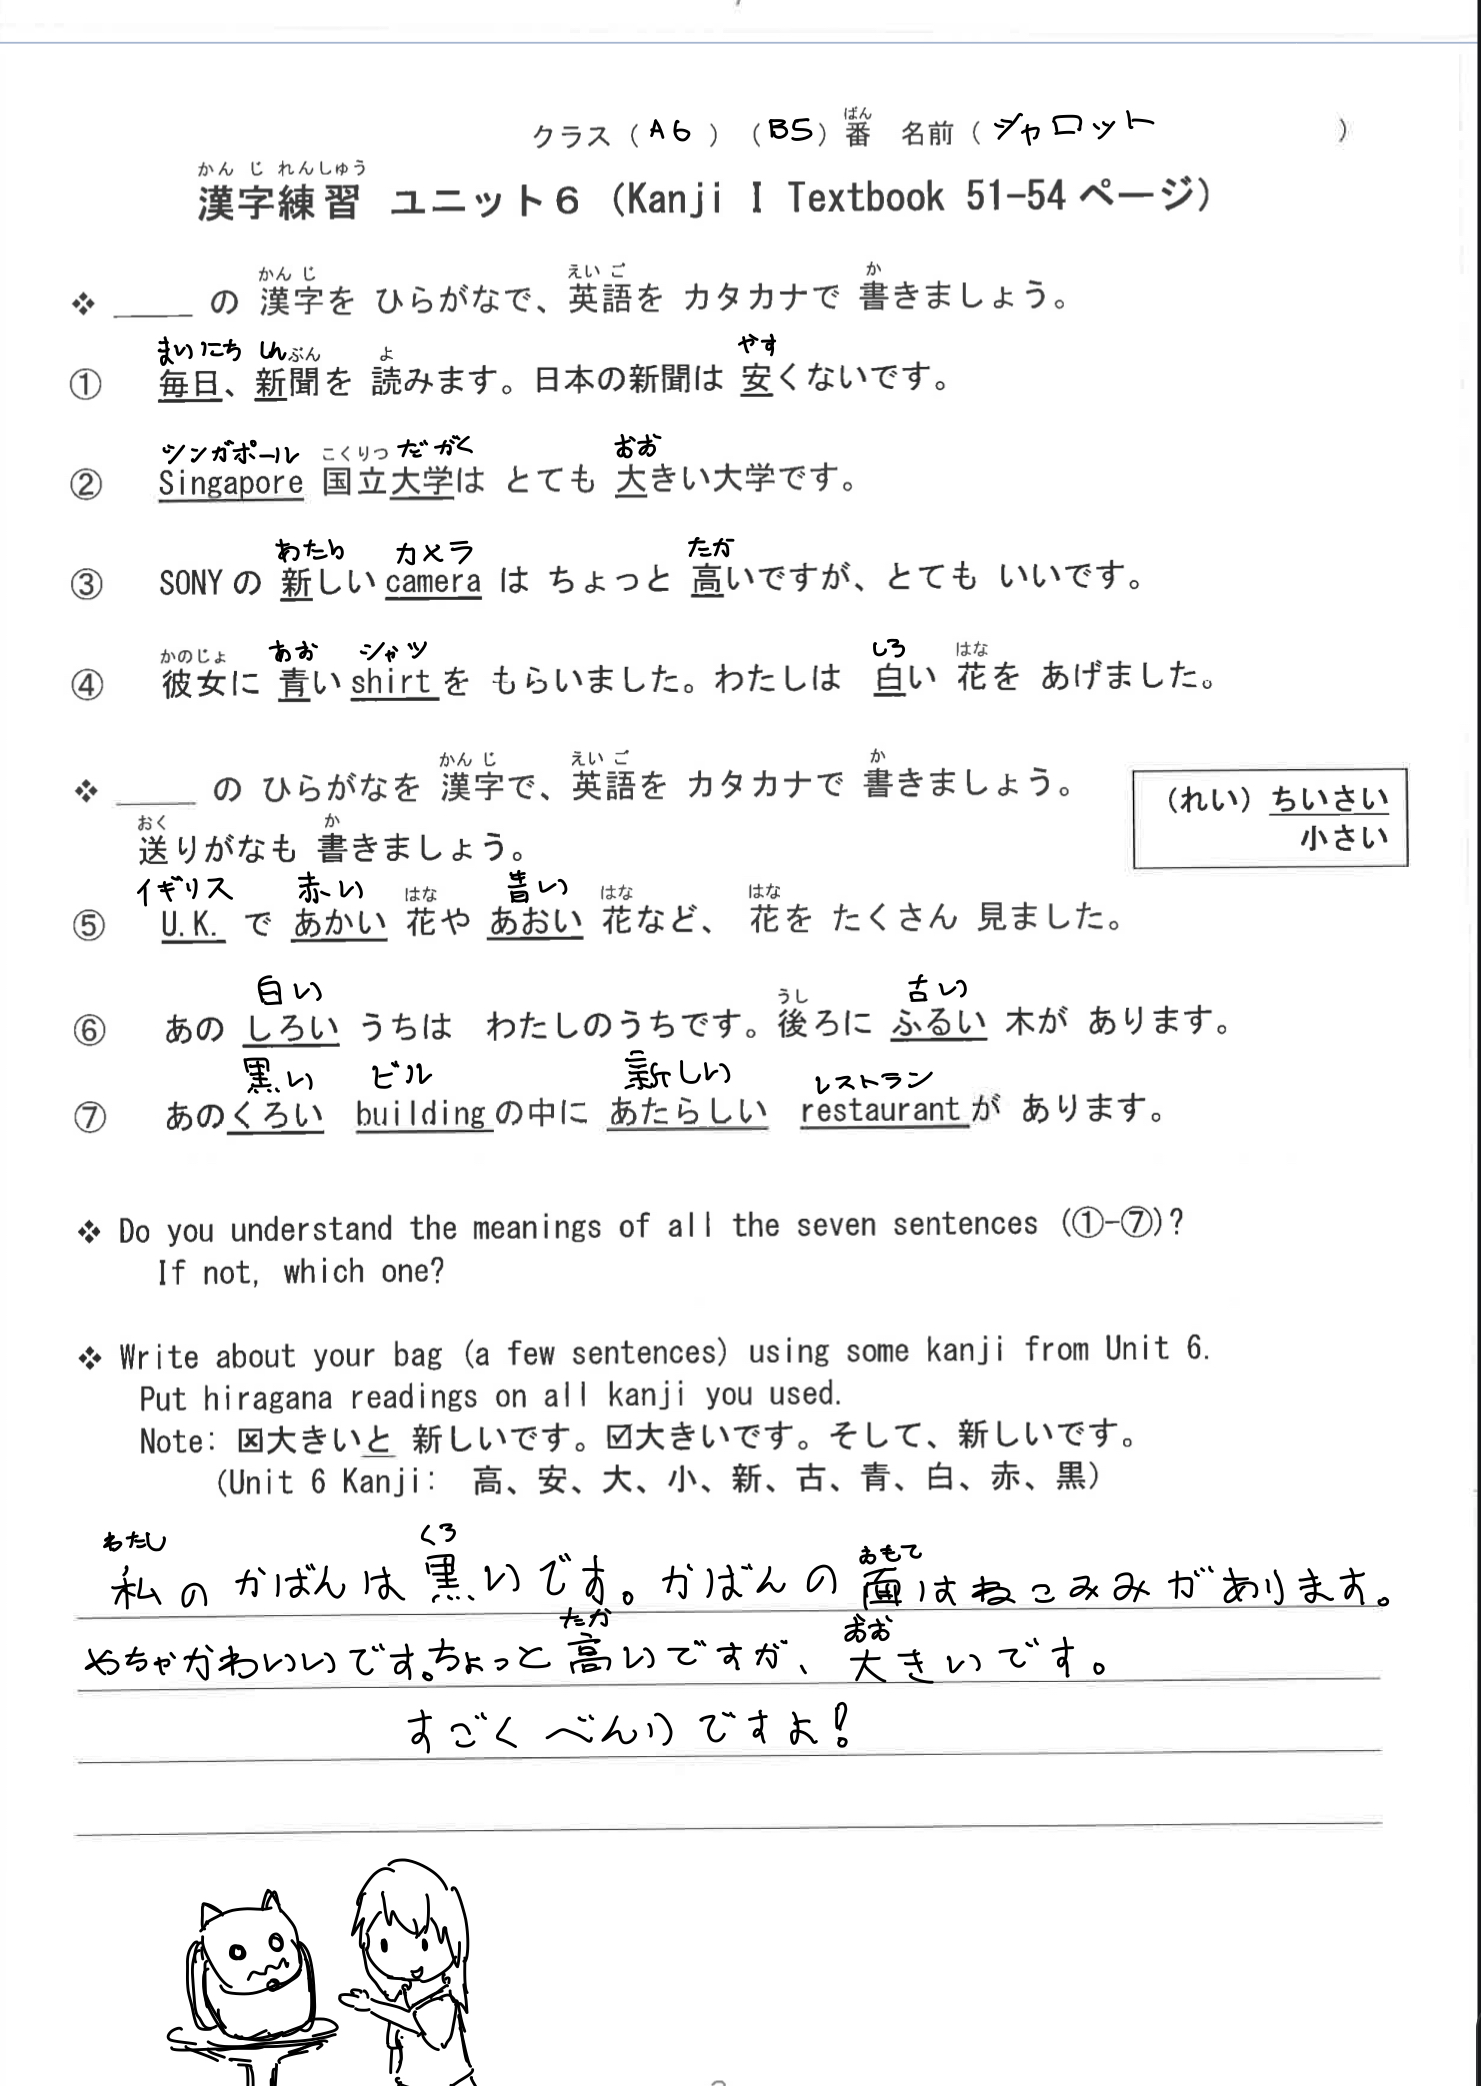 ばん
クラス（A6）（B5）番 名前（シャロット）
かん じ れんしゅう
漢字練習 ユニット６（Kanji I Textbook 51-54 ページ）
かん じ えい ご か
❖ ____ の 漢字を ひらがなで、英語を カタカナで 書きましょう。
まいにち しんぶん よ やす
① 毎日、新聞を 読みます。日本の新聞は 安くないです。
シンガポール こくりつ だがく おお
② Singapore 国立大学は とても 大きい大学です。
あたら カメラ たか
③ SONYの 新しい camera は ちょっと 高いですが、とても いいです。
かのじょ あお シャツ しろ はな
④ 彼女に 青い shirt を もらいました。わたしは 白い 花を あげました。
かん じ えい ご か
❖ ____ の ひらがなを 漢字で、英語を カタカナで 書きましょう。
（れい）ちいさい
小さい
おく か
送りがなも 書きましょう。
イギリス 赤い はな 青い はな はな
⑤ U.K. で あかい 花や あおい 花など、 花を たくさん 見ました。
白い うし 古い
⑥ あの しろい うちは わたしのうちです。後ろに ふるい 木が あります。
黒い ビル 新しい レストラン
⑦ あのくろい building の中に あたらしい restaurant が あります。
❖ Do you understand the meanings of all the seven sentences (①-⑦)?
If not, which one?
❖ Write about your bag (a few sentences) using some kanji from Unit 6.
Put hiragana readings on all kanji you used.
Note: ☒大きいと 新しいです。☑大きいです。そして、新しいです。
(Unit 6 Kanji: 高、安、大、小、新、古、青、白、赤、黒)
わたし くろ おもて
私のかばんは黒いです。かばんの面はねこみみがあります。
たか おお
めちゃかわいいです。ちょっと高いですが、大きいです。
すごくべんりですよ!